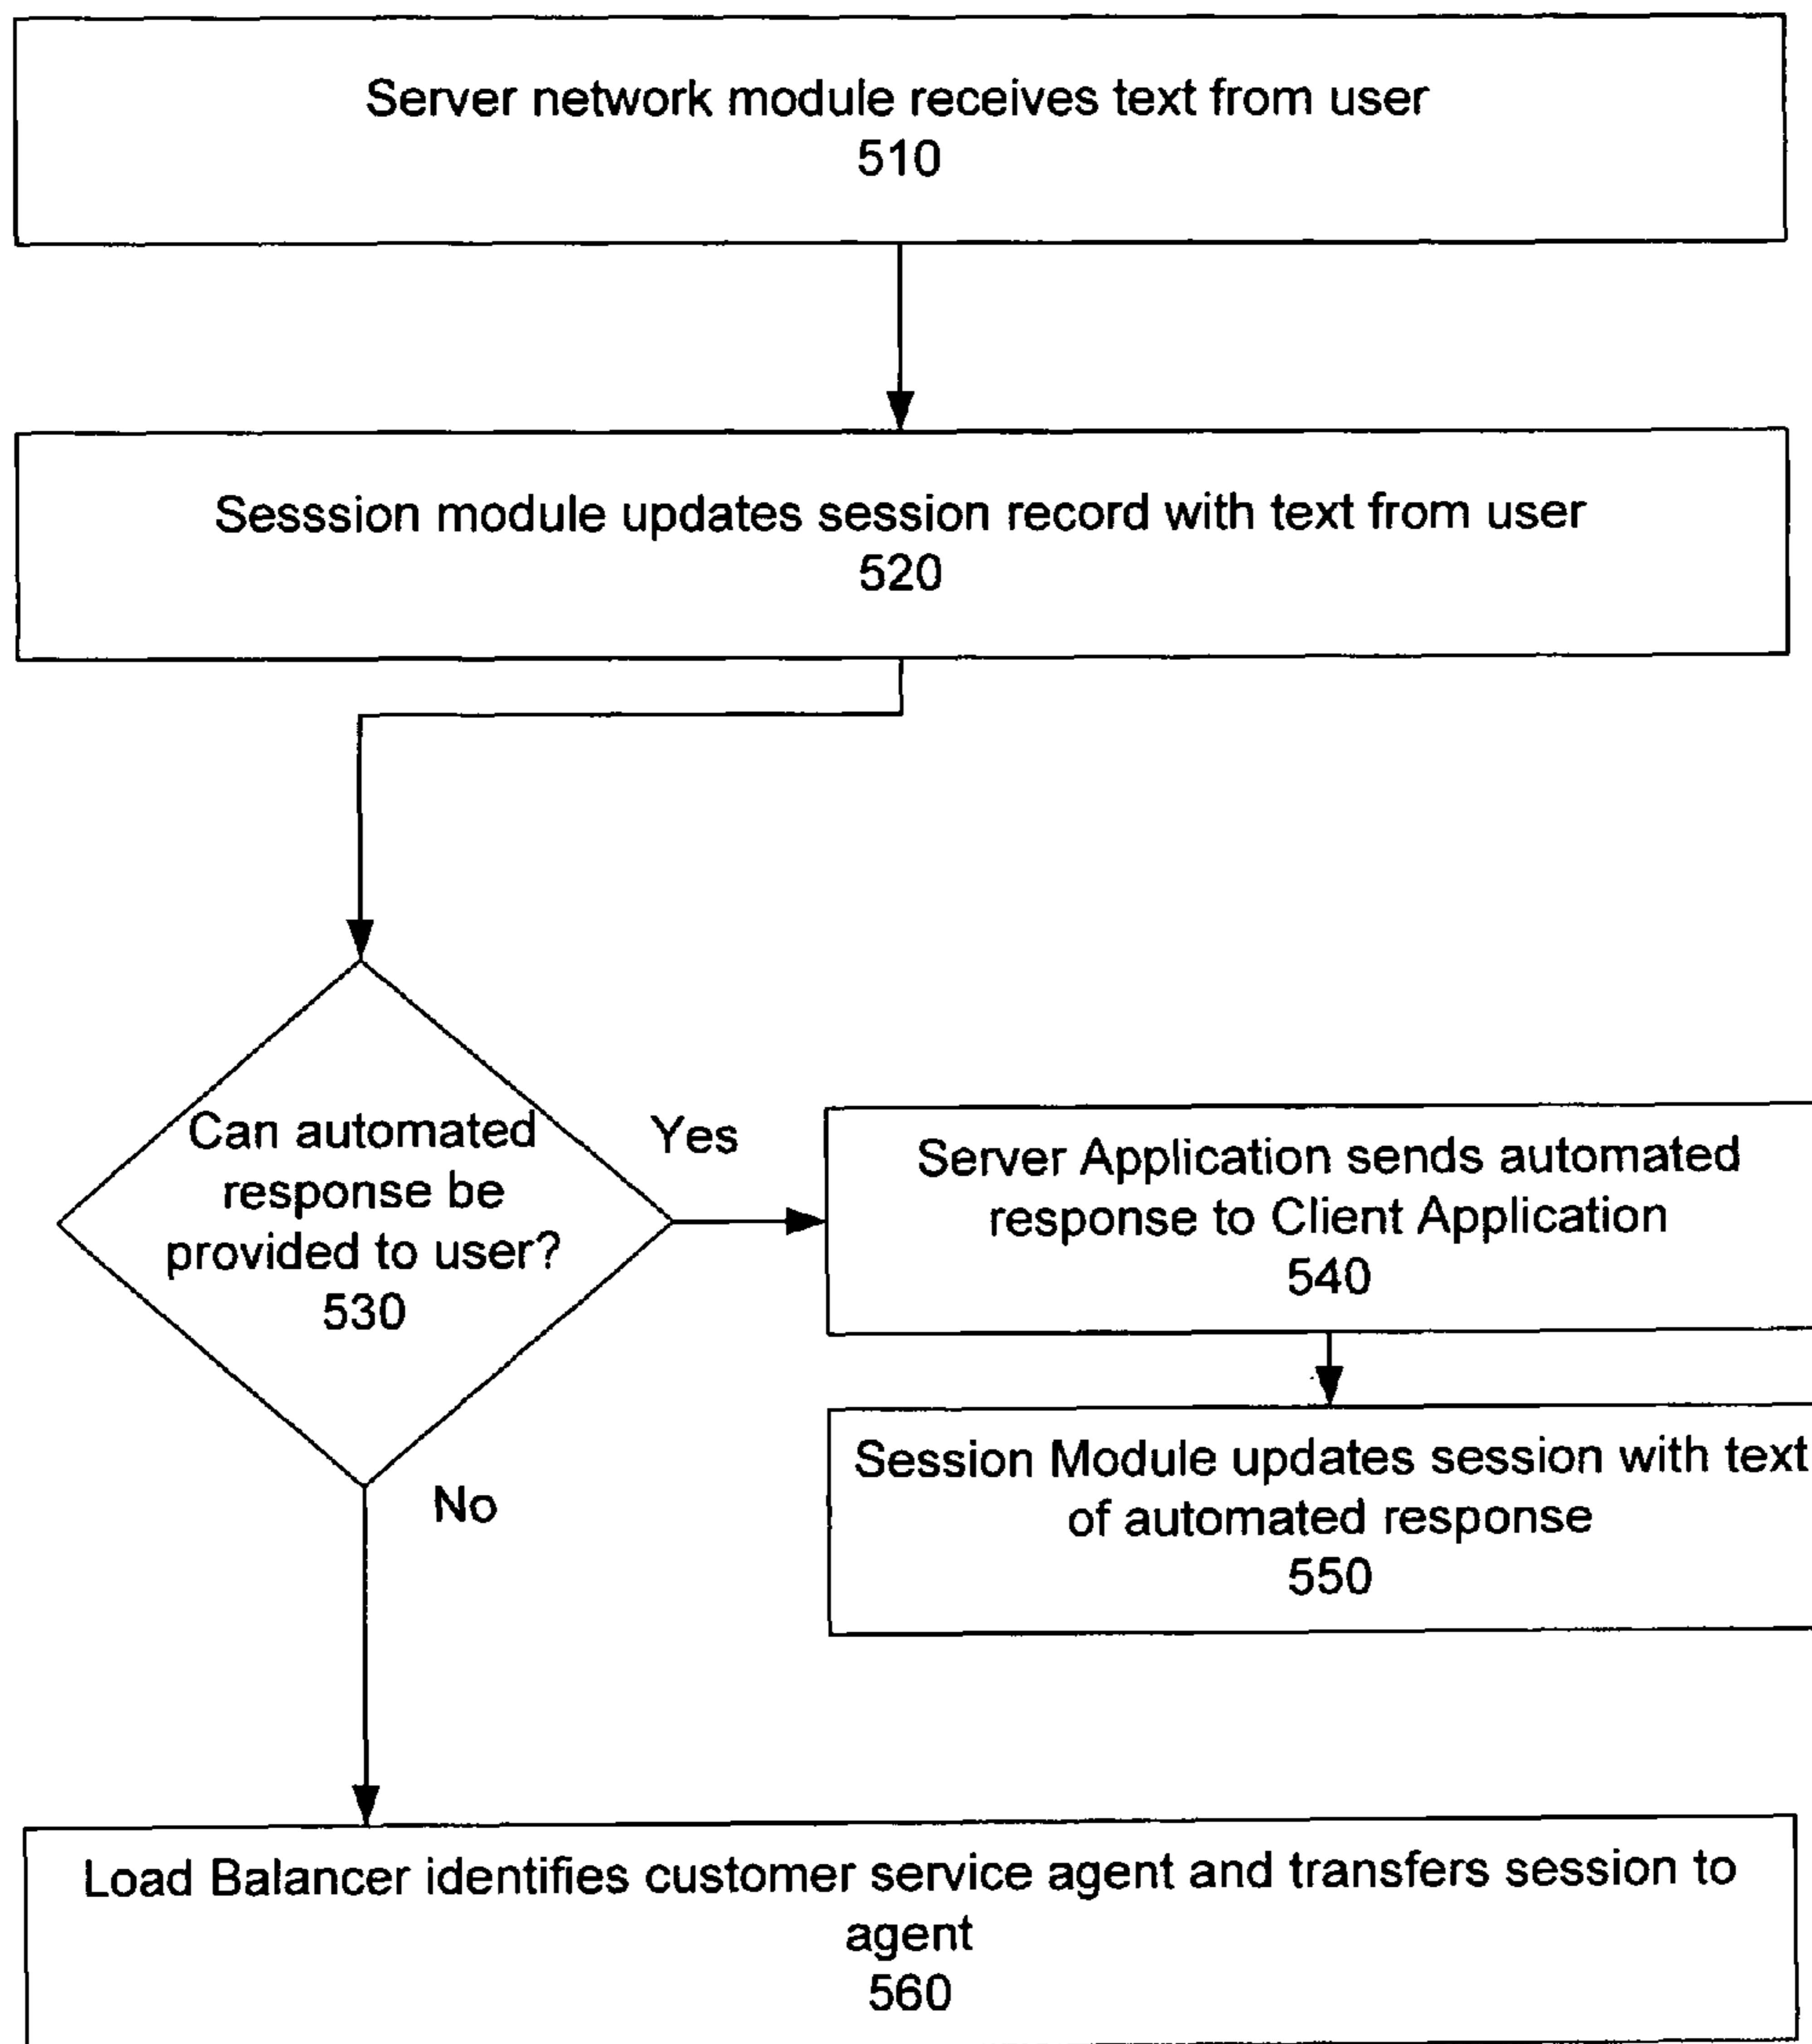 Server network module receives text from user
510
Sesssion module updates session record with text from user
520
Can automated
response be
provided to user?
530
Yes
Server Application sends automated
response to Client Application
540
Session Module updates session with text
of automated response
550
No
Load Balancer identifies customer service agent and transfers session to
agent
560